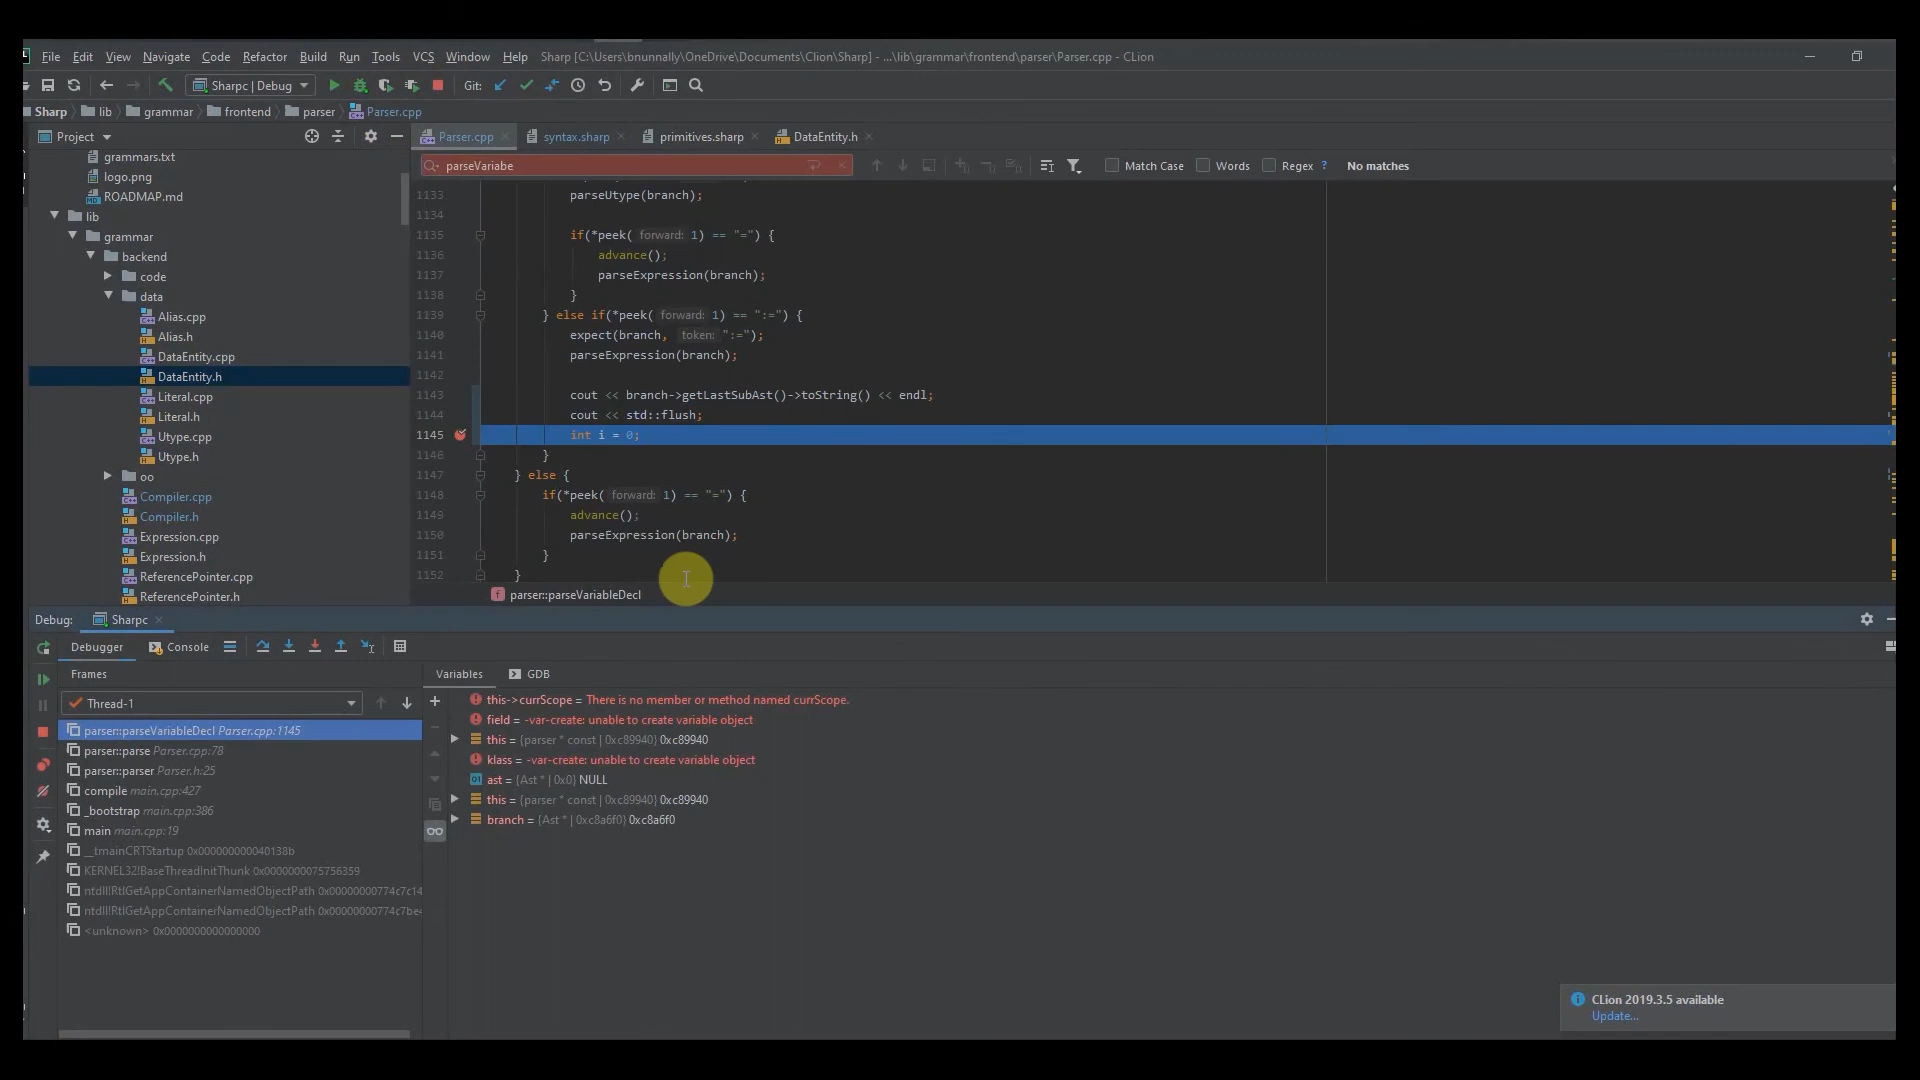 File Edit View Navigate Code Refactor Build Run Tools VCS Window Help Sharp [C:\Users\brunnally\OneDrive\Documents\Clion\Sharp] - ...\lib\grammar\frontend\parser\Parser.cpp - CLion
Sharpc | Debug Git:
Sharp lib grammar frontend parser Parser.cpp
Project Parser.cpp syntax.sharp primitives.sharp DataEntity.h
parseVariabe Match Case Words Regex ? No matches
grammars.txt
logo.png
ROADMAP.md
lib
grammar
backend
code
data
Alias.cpp
Alias.h
DataEntity.cpp
DataEntity.h
Literal.cpp
Literal.h
Utype.cpp
Utype.h
oo
Compiler.cpp
Compiler.h
Expression.cpp
Expression.h
ReferencePointer.cpp
ReferencePointer.h
1133 parseUtype(branch);
1134
1135 if(*peek( forward: 1) == "=") {
1136 advance();
1137 parseExpression(branch);
1138 }
1139 } else if(*peek( forward: 1) == ":=") {
1140 expect(branch, token: ":=");
1141 parseExpression(branch);
1142
1143 cout << branch->getLastSubAst()->toString() << endl;
1144 cout << std::flush;
1145 int i = 0;
1146 }
1147 } else {
1148 if(*peek( forward: 1) == "=") {
1149 advance();
1150 parseExpression(branch);
1151 }
1152 }
f parser::parseVariableDecl
Debug: Sharpc
Debugger Console
Frames
Thread-1
parser::parseVariableDecl Parser.cpp:1145
parser::parse Parser.cpp:78
parser::parser Parser.h:25
compile main.cpp:427
_bootstrap main.cpp:386
main main.cpp:19
__tmainCRTStartup 0x000000000040138b
KERNEL32!BaseThreadInitThunk 0x0000000075756359
ntdll!RtlGetAppContainerNamedObjectPath 0x00000000774c7c14
ntdll!RtlGetAppContainerNamedObjectPath 0x00000000774c7be4
<unknown> 0x0000000000000000
Variables GDB
this->currScope = There is no member or method named currScope.
field = -var-create: unable to create variable object
this = {parser * const | 0xc89940} 0xc89940
klass = -var-create: unable to create variable object
ast = {Ast * | 0x0} NULL
this = {parser * const | 0xc89940} 0xc89940
branch = {Ast * | 0xc8a6f0} 0xc8a6f0
CLion 2019.3.5 available
Update...